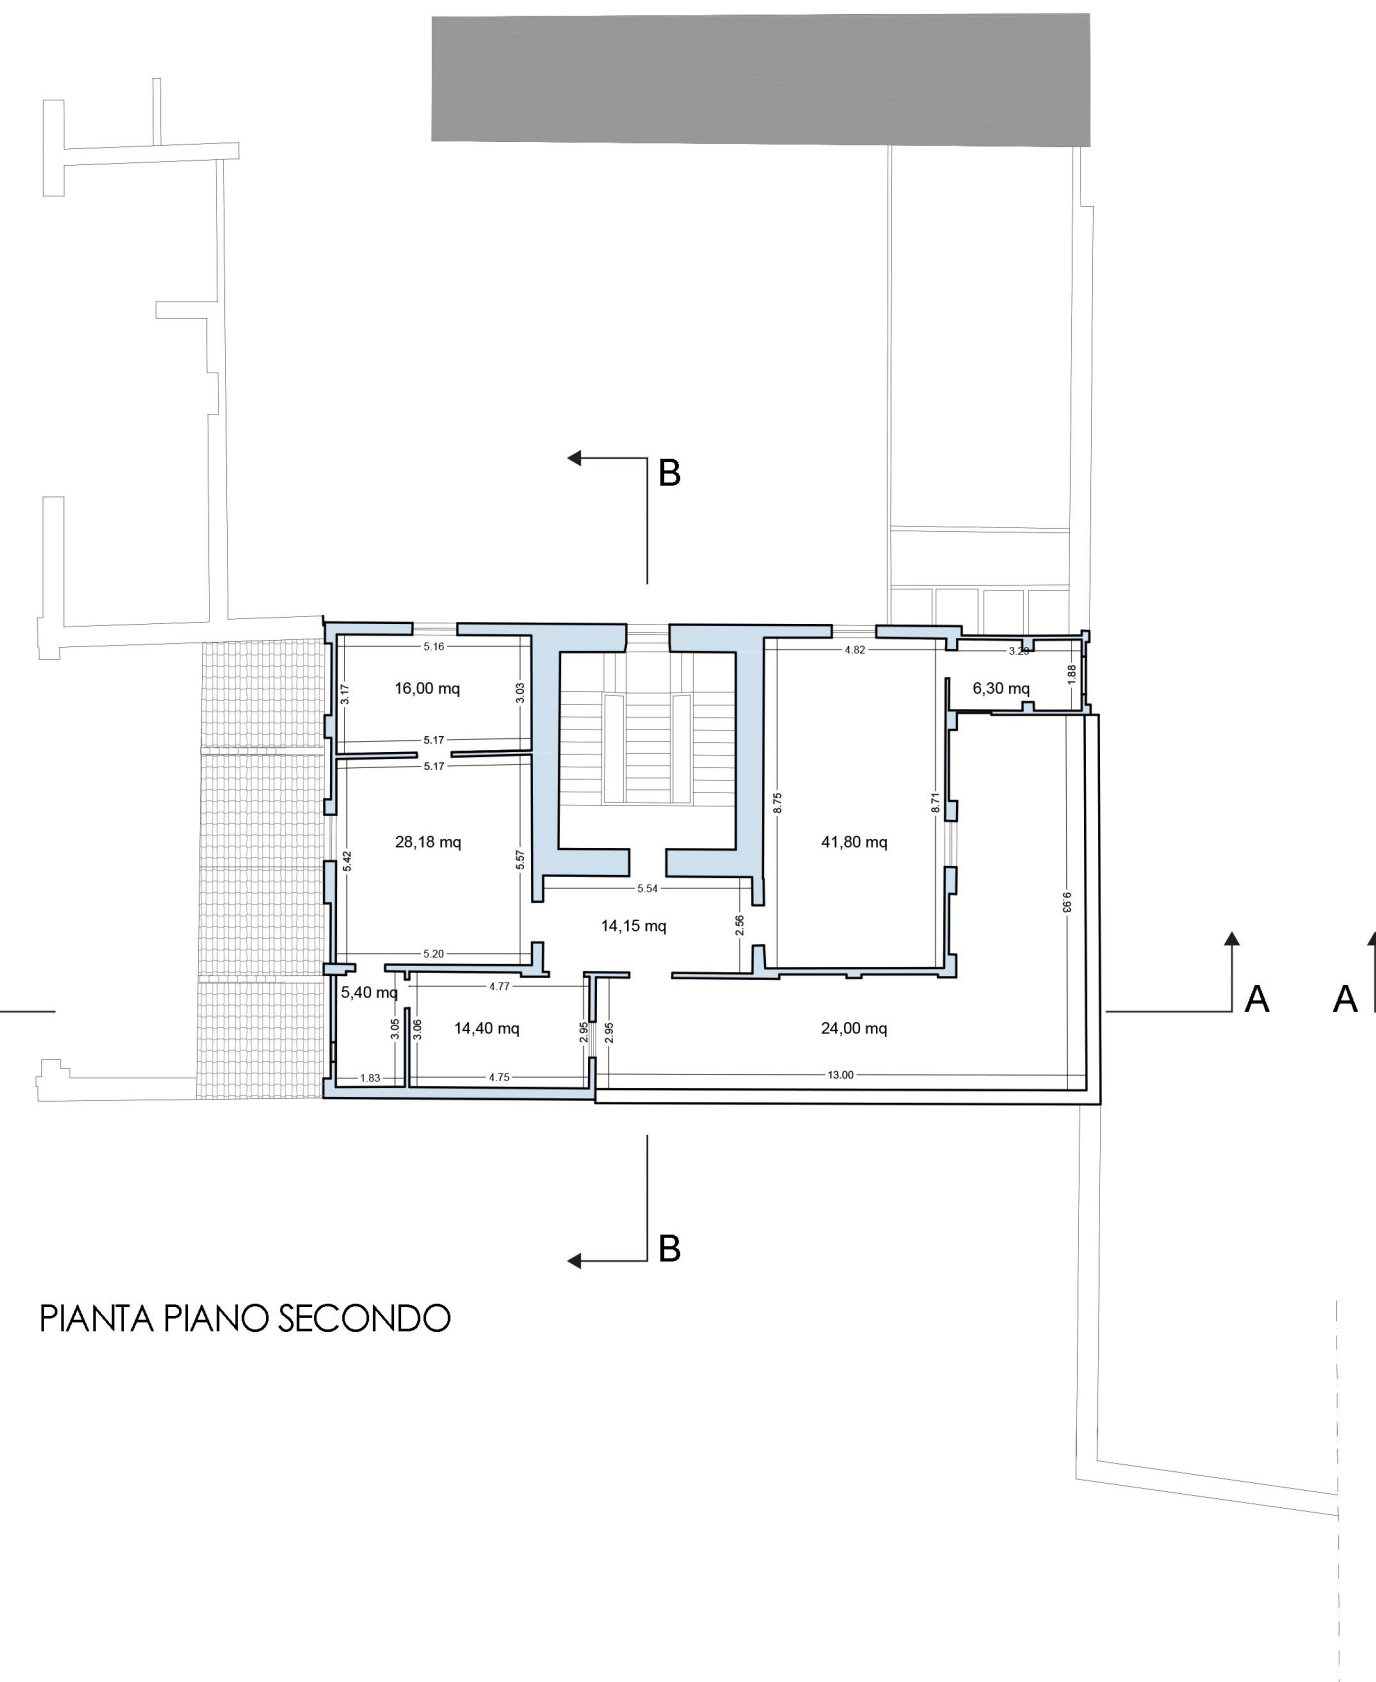 B
5.16
3.17
16,00 mq
3.03
5.17
5.17
5.42
28,18 mq
5.57
5.20
4.82
8.75
41,80 mq
8.71
3.29
6,30 mq
1.88
9.93
5.54
14,15 mq
2.56
5,40 mq
3.05
1.83
4.77
3.06
14,40 mq
2.95
4.75
2.95
24,00 mq
13.00
A
A
B
PIANTA PIANO SECONDO